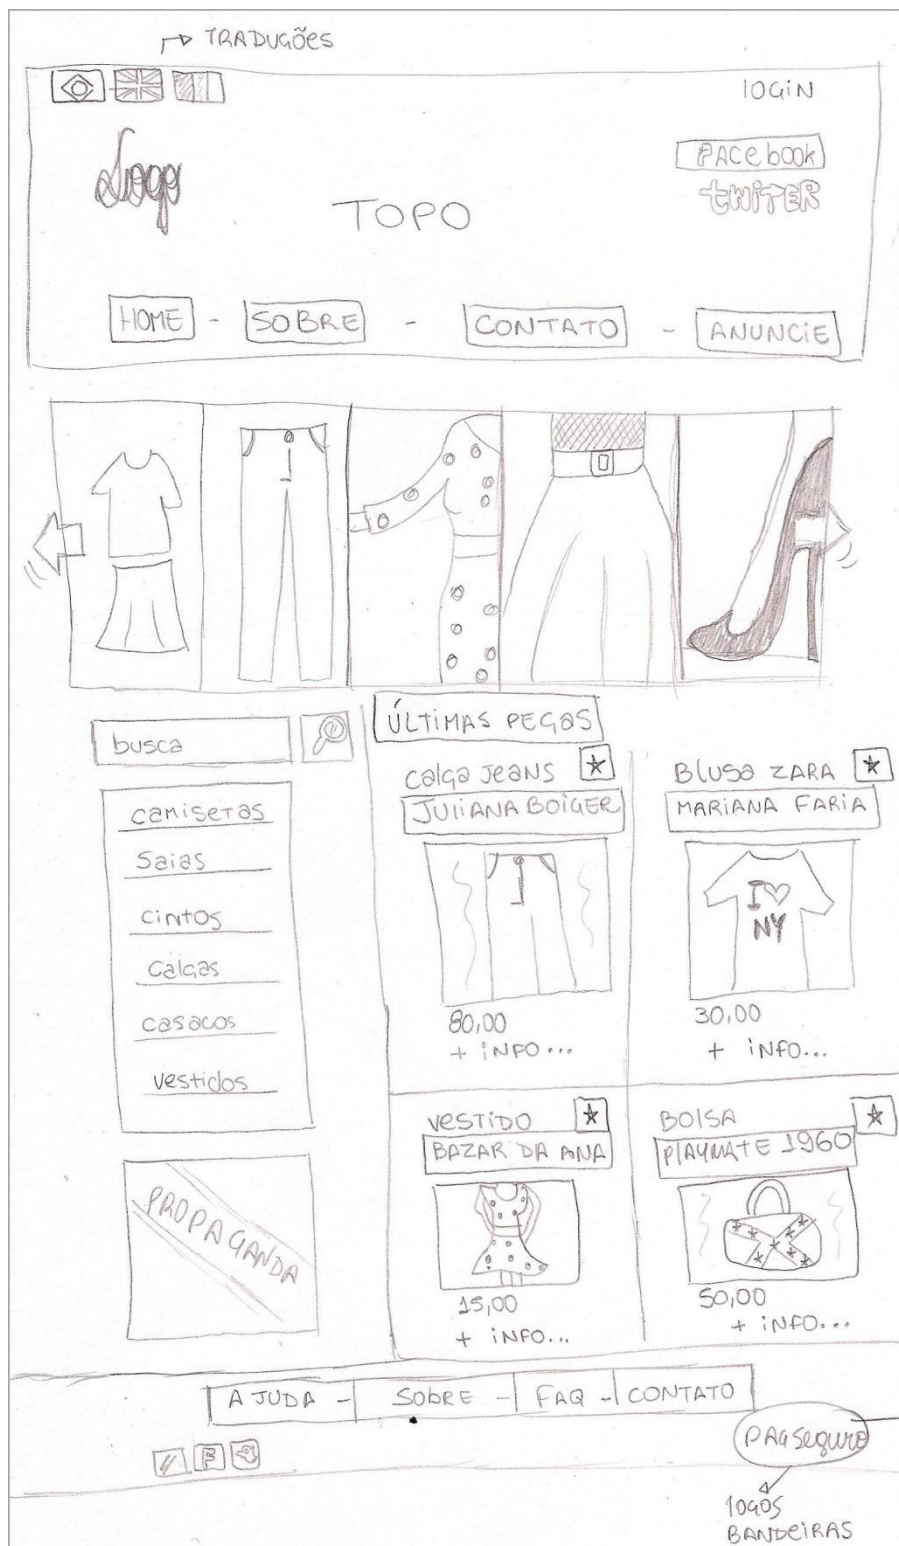 TRADUÇÕES
LOGIN
Logo
FACEbook
TWITER
TOPO
HOME - SOBRE - CONTATO - ANUNCIE
busca
ÚLTIMAS PEÇAS
camisetas
Saias
cintos
calças
casacos
vestidos
PROPAGANDA
calça JEANS
JULIANA BOIGER
80,00
+ iNFO...
Blusa ZARA
MARIANA FARIA
I♡
NY
30,00
+ iNFO...
VESTIDO
BAZAR DA ANA
15,00
+ iNFO...
BOLSA
PLAYMATE 1960
50,00
+ iNFO...
AJUDA - SOBRE - FAQ - CONTATO
F
PAGSeguro
LOGOS
BANDEIRAS